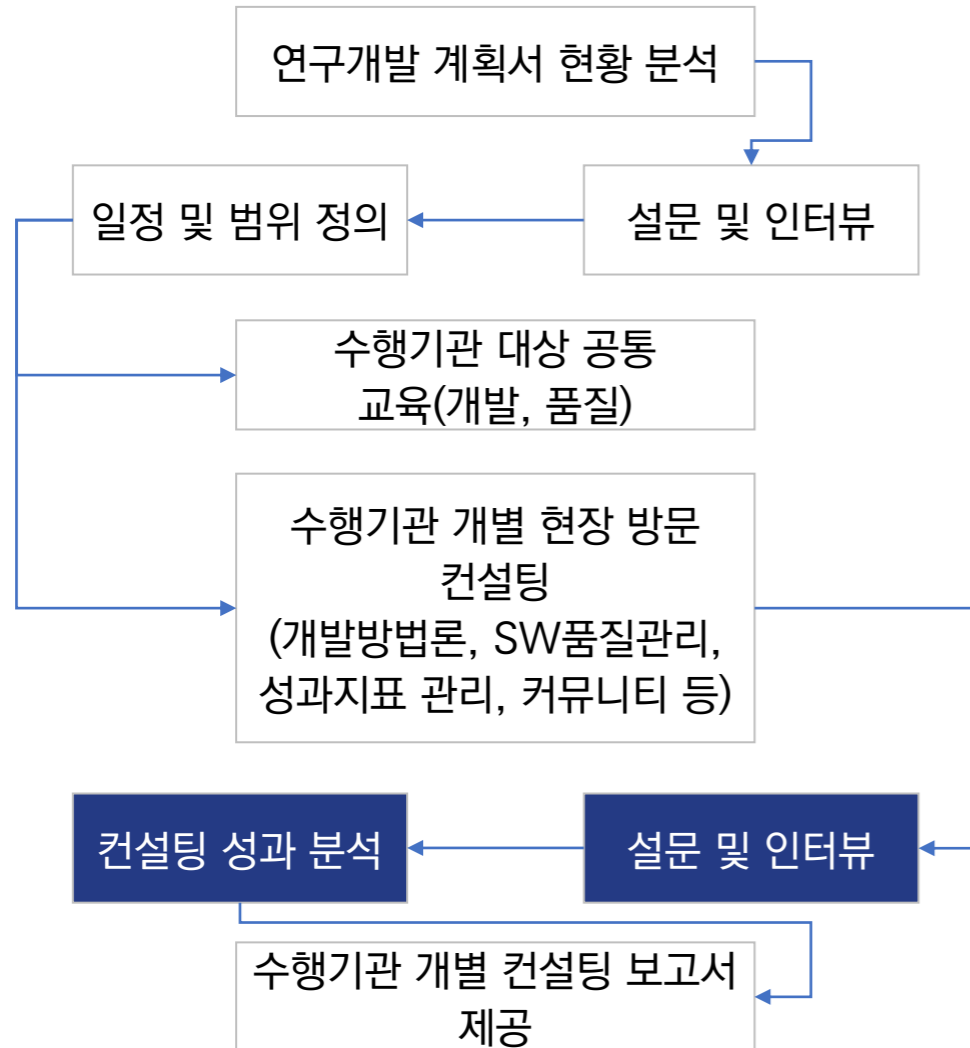 연구개발 계획서 현황 분석
설문 및 인터뷰
일정 및 범위 정의
수행기관 대상 공통
교육(개발, 품질)
수행기관 개별 현장 방문
컨설팅
(개발방법론, SW품질관리,
성과지표 관리, 커뮤니티 등)
설문 및 인터뷰
컨설팅 성과 분석
수행기관 개별 컨설팅 보고서
제공